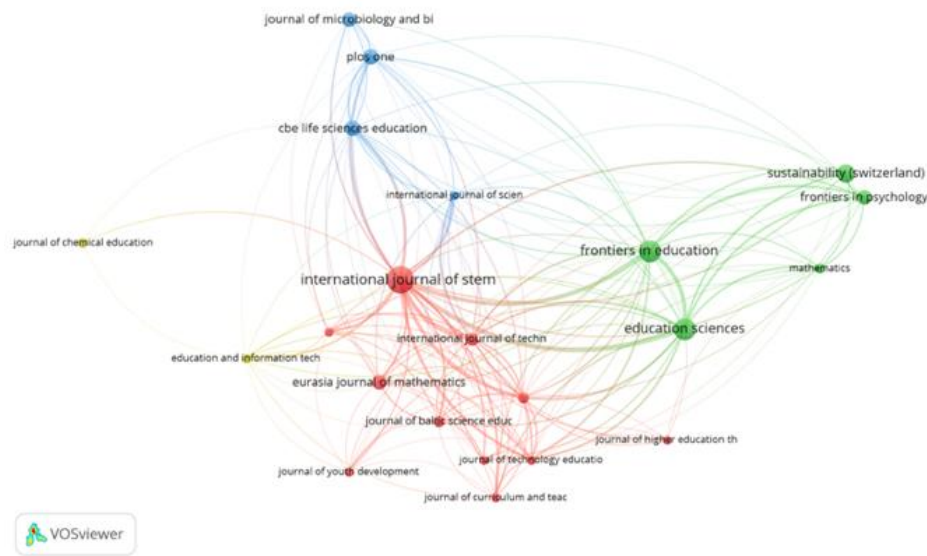 journal of microbiology and bi
plos one
cbe life sciences education
sustainability (switzerland)
international journal of scien
frontiers in psychology
journal of chemical education
frontiers in education
mathematics
international journal of stem
education sciences
international journal of techn
education and information tech
eurasia journal of mathematics
journal of baltic science educ
journal of higher education th
journal of technology educatio
journal of youth development
journal of curriculum and teac
VOSviewer